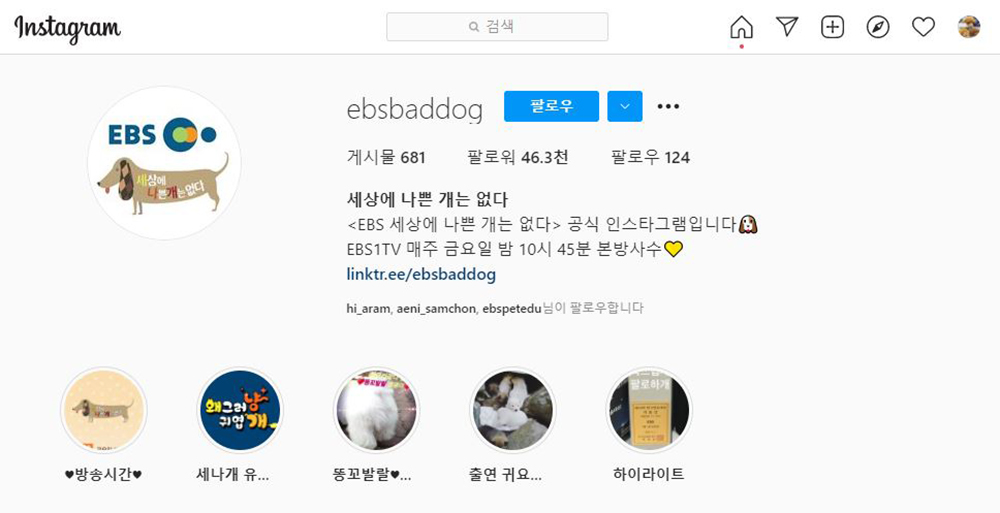 Instagram
검색
EBS
세상에
나쁜개는없다
ebsbaddog
팔로우
게시물 681 팔로워 46.3천 팔로우 124
세상에 나쁜 개는 없다
<EBS 세상에 나쁜 개는 없다> 공식 인스타그램입니다🐶
EBS1TV 매주 금요일 밤 10시 45분 본방사수💛
linktr.ee/ebsbaddog
hi_aram, aeni_samchon, ebspetedu님이 팔로우합니다
왜그러냥
귀엽개
팔로하개
♥방송시간♥
세나개 유...
똥꼬발랄♥...
출연 귀요...
하이라이트